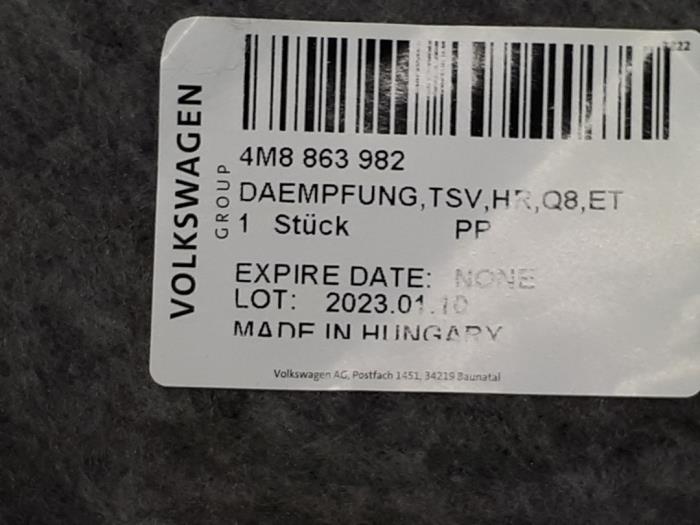 VOLKSWAGEN
GROUP
4M8 863 982
DAEMPFUNG,TSV,HR,Q8,ET
1 Stück PP
EXPIRE DATE: NONE
LOT: 2023.01.10
MADE IN HUNGARY
Volkswagen AG, Postfach 1451, 34219 Baunatal